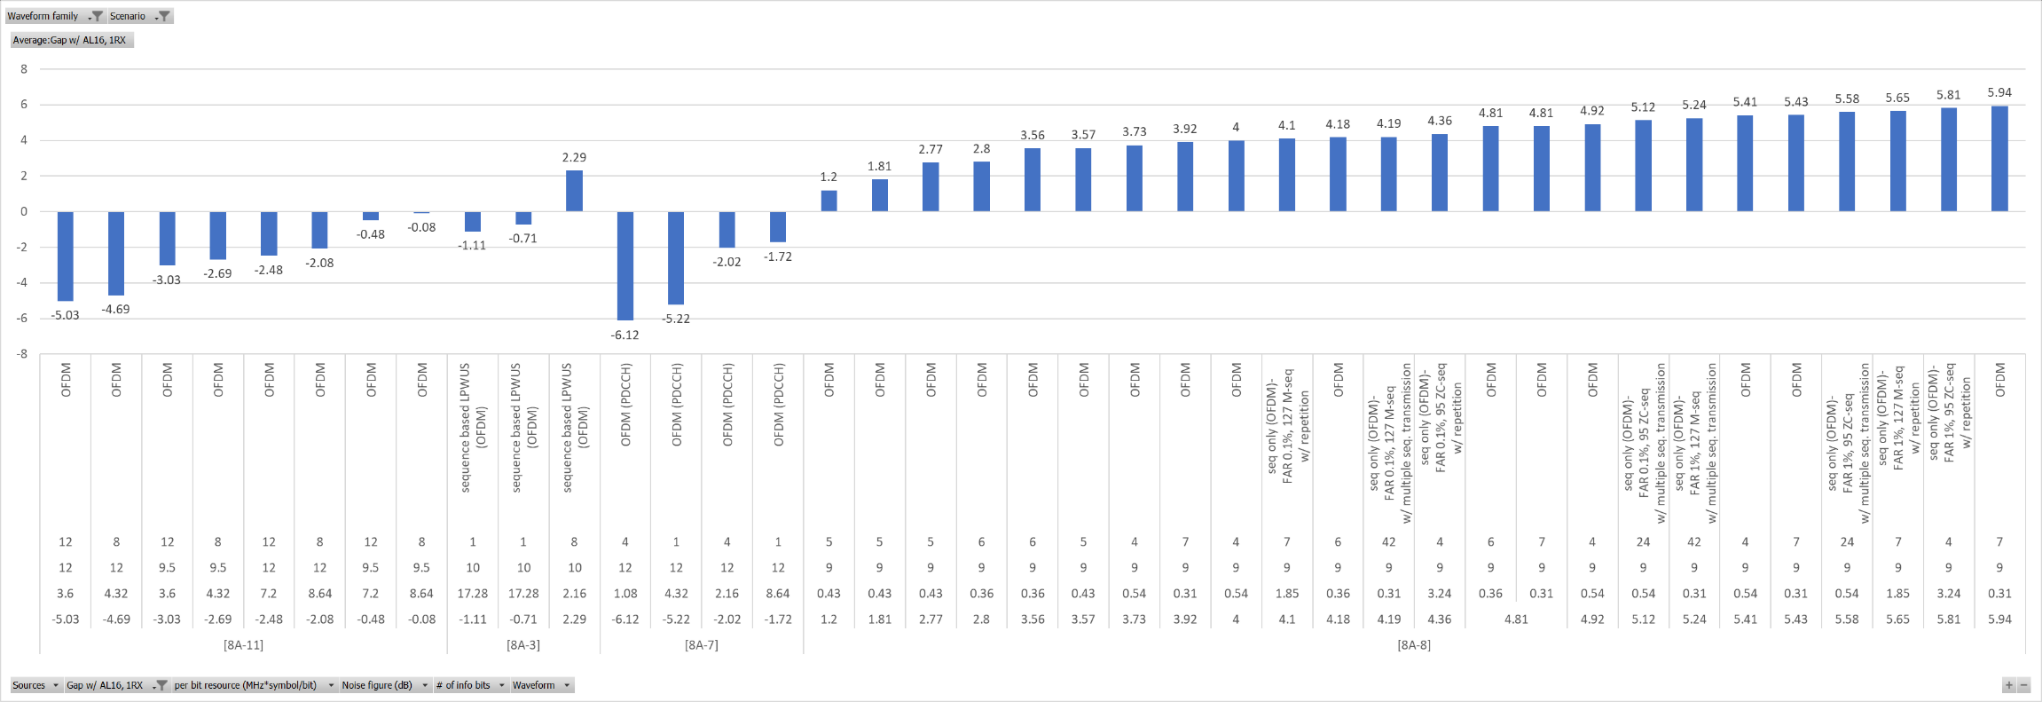 Waveform family Scenario
Average:Gap w/ AL16, 1RX
8
6
4
2
0
-2
-4
-6
-8
-5.03 -4.69 -3.03 -2.69 -2.48 -2.08 -0.48 -0.08 -1.11 -0.71 2.29 -6.12 -5.22 -2.02 -1.72 1.2 1.81 2.77 2.8 3.56 3.57 3.73 3.92 4 4.1 4.18 4.19 4.36 4.81 4.81 4.92 5.12 5.24 5.41 5.43 5.58 5.65 5.81 5.94
OFDM
OFDM
OFDM
OFDM
OFDM
OFDM
OFDM
OFDM
sequence based LPWUS
(OFDM)
sequence based LPWUS
(OFDM)
sequence based LPWUS
(OFDM)
OFDM (PDCCH)
OFDM (PDCCH)
OFDM (PDCCH)
OFDM (PDCCH)
OFDM
OFDM
OFDM
OFDM
OFDM
OFDM
OFDM
OFDM
OFDM
seq only (OFDM)-
FAR 0.1%, 127 M-seq
w/ repetition
OFDM
seq only (OFDM)-
FAR 0.1%, 127 M-seq
w/ multiple seq. transmission
seq only (OFDM)-
FAR 0.1%, 95 ZC-seq
w/ repetition
OFDM
OFDM
OFDM
seq only (OFDM)-
FAR 0.1%, 95 ZC-seq
w/ multiple seq. transmission
seq only (OFDM)-
FAR 1%, 127 M-seq
w/ multiple seq. transmission
OFDM
OFDM
seq only (OFDM)-
FAR 1%, 95 ZC-seq
w/ multiple seq. transmission
seq only (OFDM)-
FAR 1%, 127 M-seq
w/ repetition
seq only (OFDM)-
FAR 1%, 95 ZC-seq
w/ repetition
OFDM
12 8 12 8 12 8 12 8 1 1 8 4 1 4 1 5 5 5 6 6 5 4 7 4 7 6 42 4 6 7 4 24 42 4 7 24 7 4 7
12 12 9.5 9.5 12 12 9.5 9.5 10 10 10 12 12 12 12 9 9 9 9 9 9 9 9 9 9 9 9 9 9 9 9 9 9 9 9 9 9 9 9
3.6 4.32 3.6 4.32 7.2 8.64 7.2 8.64 17.28 17.28 2.16 1.08 4.32 2.16 8.64 0.43 0.43 0.43 0.36 0.36 0.43 0.54 0.31 0.54 1.85 0.36 0.31 3.24 0.36 0.31 0.54 0.54 0.31 0.54 0.31 0.54 1.85 3.24 0.31
-5.03 -4.69 -3.03 -2.69 -2.48 -2.08 -0.48 -0.08 -1.11 -0.71 2.29 -6.12 -5.22 -2.02 -1.72 1.2 1.81 2.77 2.8 3.56 3.57 3.73 3.92 4 4.1 4.18 4.19 4.36 4.81 4.92 5.12 5.24 5.41 5.43 5.58 5.65 5.81 5.94
[8A-11] [8A-3] [8A-7] [8A-8]
Sources Gap w/ AL16, 1RX per bit resource (MHz*symbol/bit) Noise figure (dB) # of info bits Waveform + −